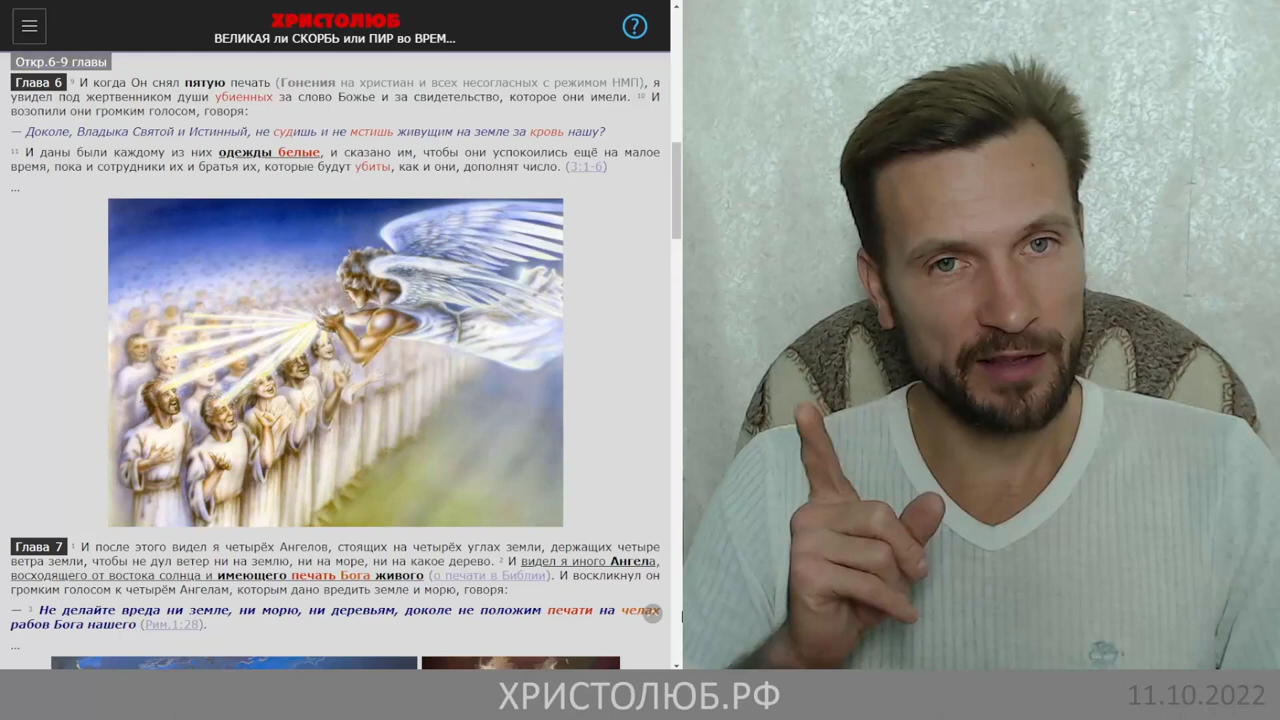 ХРИСТОЛЮБ
ВЕЛИКАЯ ли СКОРБЬ или ПИР во ВРЕМ...
?
Откр.6-9 главы
Глава 6 9 И когда Он снял пятую печать (Гонения на христиан и всех несогласных с режимом НМП), я
увидел под жертвенником души убиенных за слово Божье и за свидетельство, которое они имели. 10 И
возопили они громким голосом, говоря:
— Доколе, Владыка Святой и Истинный, не судишь и не мстишь живущим на земле за кровь нашу?
11 И даны были каждому из них одежды белые, и сказано им, чтобы они успокоились ещё на малое
время, пока и сотрудники их и братья их, которые будут убиты, как и они, дополнят число. (3:1-6)
...
Глава 7 1 И после этого видел я четырёх Ангелов, стоящих на четырёх углах земли, держащих четыре
ветра земли, чтобы не дул ветер ни на землю, ни на море, ни на какое дерево. 2 И видел я иного Ангела,
восходящего от востока солнца и имеющего печать Бога живого (о печати в Библии). И воскликнул он
громким голосом к четырём Ангелам, которым дано вредить земле и морю, говоря:
— 3 Не делайте вреда ни земле, ни морю, ни деревьям, доколе не положим печати на челах
рабов Бога нашего (Рим.1:28).
...
ХРИСТОЛЮБ.РФ
11.10.2022